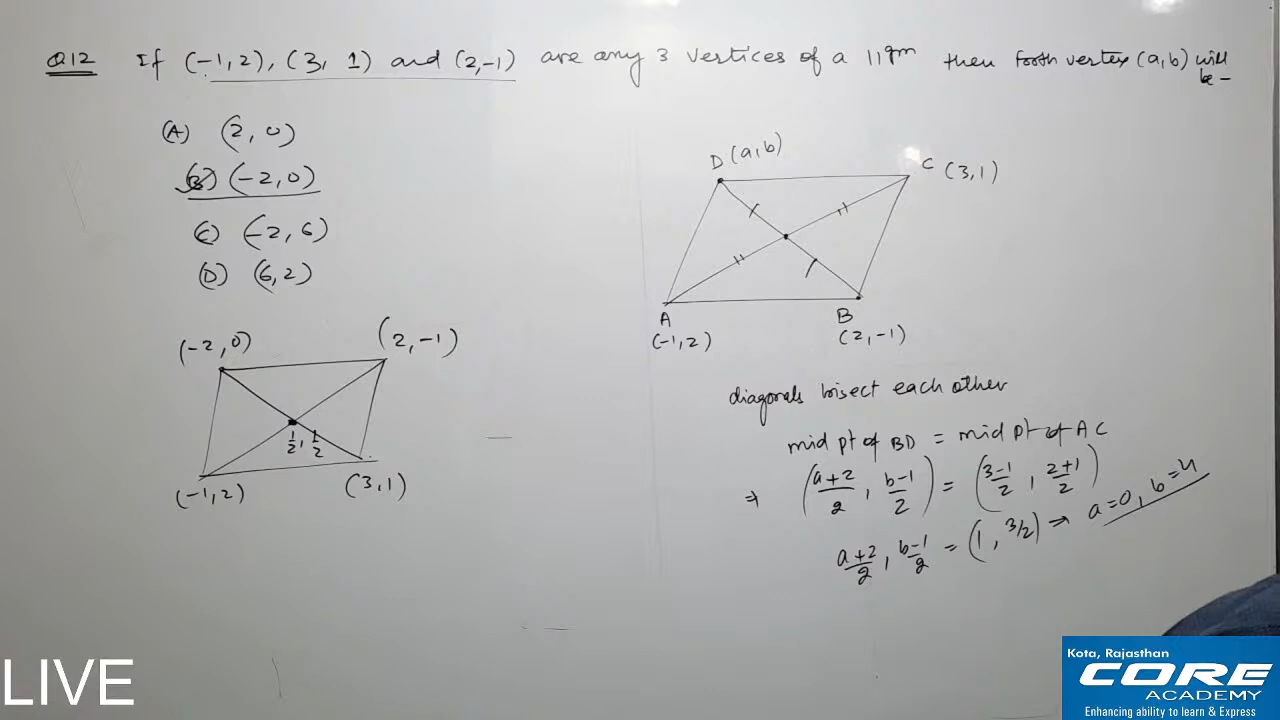 Q12 If (-1,2), (3, 1) and (2,-1) are any 3 vertices of a 11gm then footh vertex (a,b) will
be -
(A) (2, 0)
(B) (-2,0)
(C) (-2, 6)
(D) (6,2)
(-2,0) (2,-1)
1/2, 1/2
(-1,2) (3,1)
D (a,b)
C (3,1)
A
(-1,2)
B
(2,-1)
diagonals bisect each other
mid pt of BD = mid pt of AC
⇒ (a+2/2, b-1/2) = (3-1/2, 2+1/2)
a+2/2, b-1/2 = (1, 3/2) ⇒ a=0, b=4
LIVE
Kota, Rajasthan
CORE
ACADEMY
Enhancing ability to learn & Express